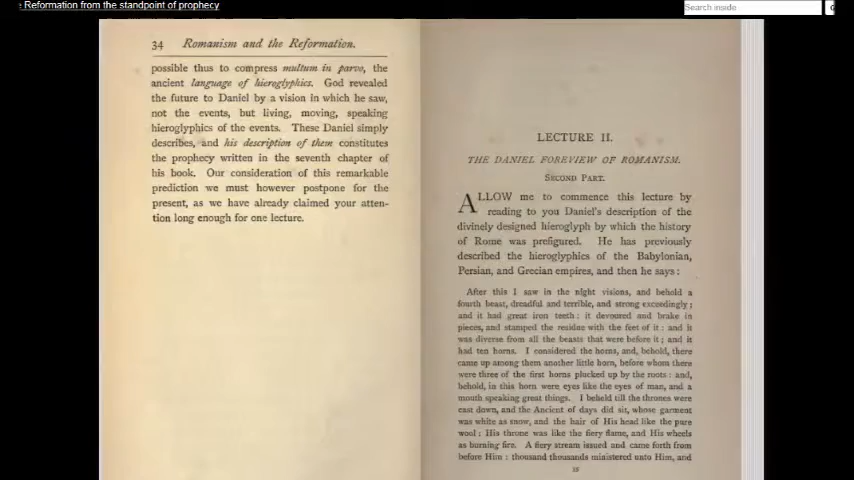 : Reformation from the standpoint of prophecy
Search inside
34 Romanism and the Reformation.
possible thus to compress multum in parvo, the
ancient language of hieroglyphics. God revealed
the future to Daniel by a vision in which he saw,
not the events, but living, moving, speaking
hieroglyphics of the events. These Daniel simply
describes, and his description of them constitutes
the prophecy written in the seventh chapter of
his book. Our consideration of this remarkable
prediction we must however postpone for the
present, as we have already claimed your atten-
tion long enough for one lecture.
LECTURE II.
THE DANIEL FOREVIEW OF ROMANISM.
SECOND PART.
ALLOW me to commence this lecture by
reading to you Daniel's description of the
divinely designed hieroglyph by which the history
of Rome was prefigured. He has previously
described the hieroglyphics of the Babylonian,
Persian, and Grecian empires, and then he says:
After this I saw in the night visions, and behold a
fourth beast, dreadful and terrible, and strong exceedingly;
and it had great iron teeth: it devoured and brake in
pieces, and stamped the residue with the feet of it: and it
was diverse from all the beasts that were before it; and it
had ten horns. I considered the horns, and, behold, there
came up among them another little horn, before whom there
were three of the first horns plucked up by the roots: and,
behold, in this horn were eyes like the eyes of man, and a
mouth speaking great things. I beheld till the thrones were
cast down, and the Ancient of days did sit, whose garment
was white as snow, and the hair of His head like the pure
wool; His throne was like the fiery flame, and His wheels
as burning fire. A fiery stream issued and came forth from
before Him: thousand thousands ministered unto Him, and